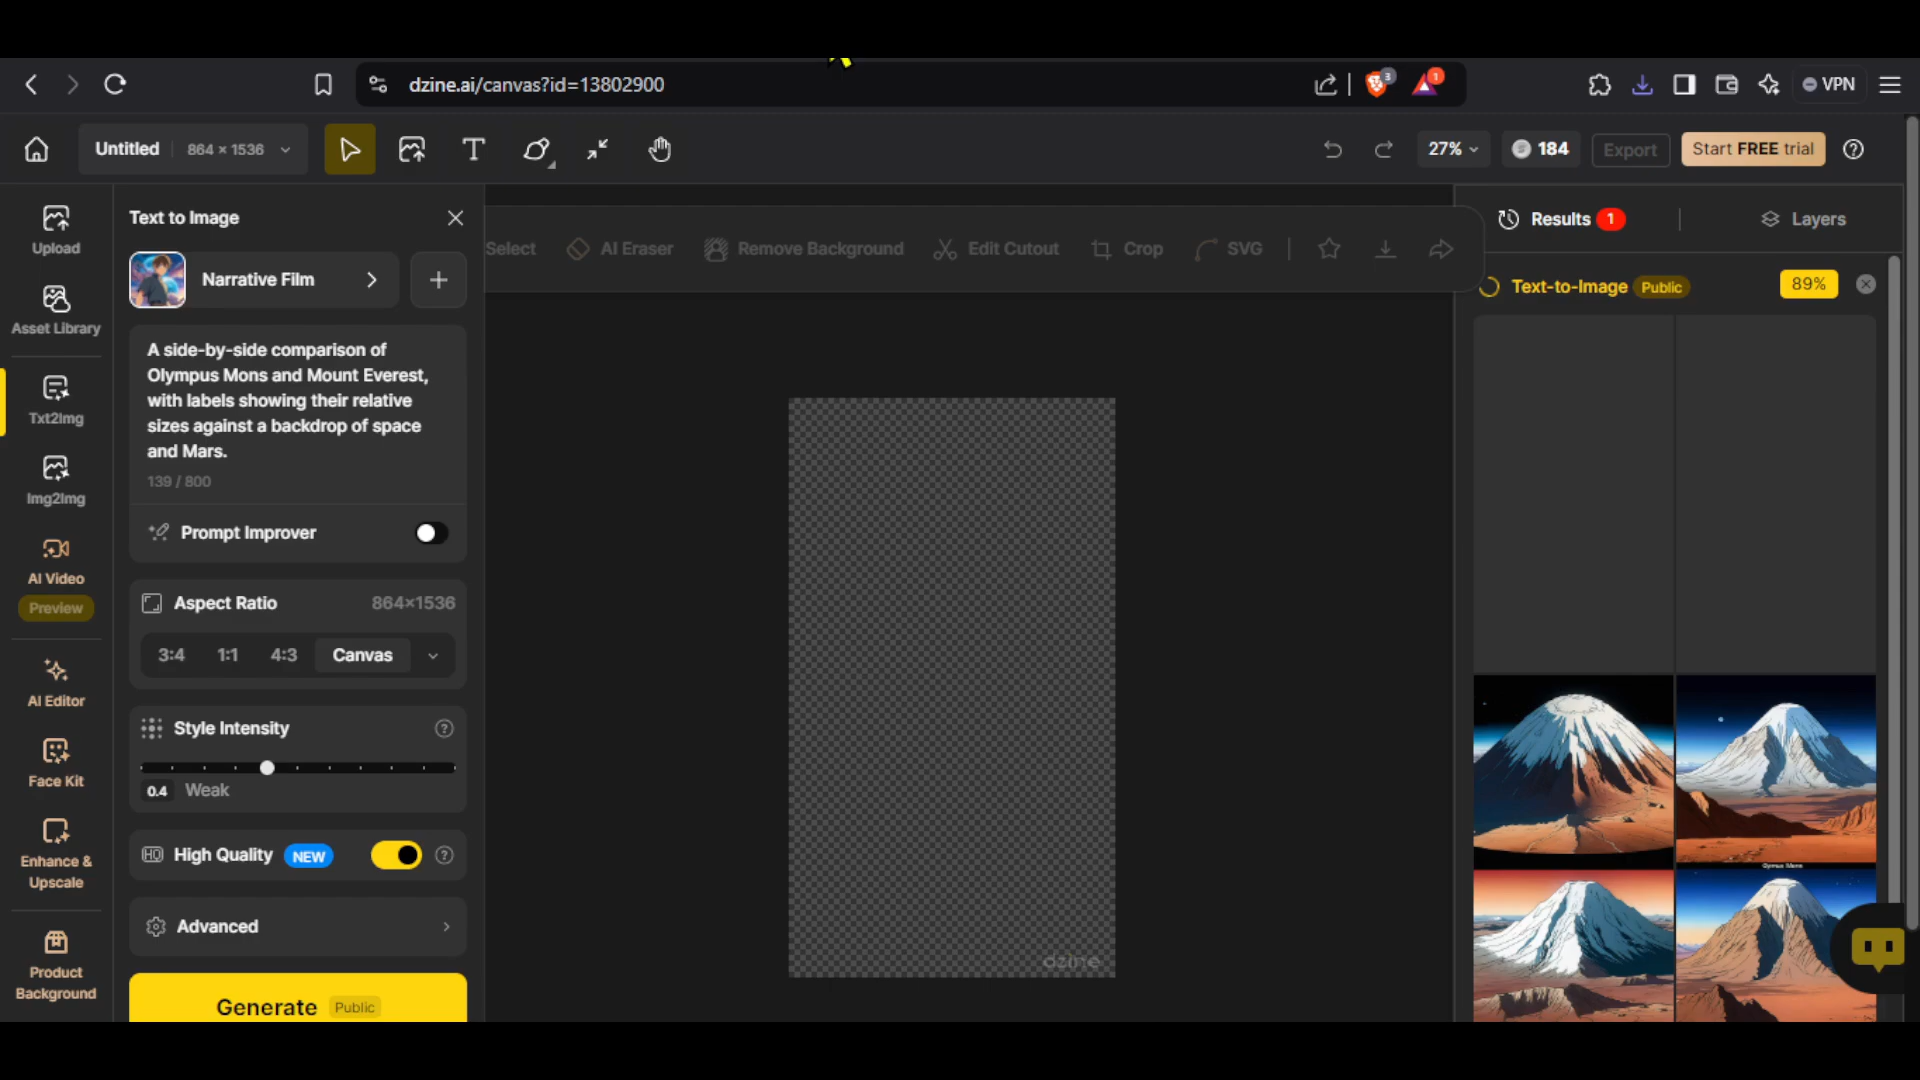 dzine.ai/canvas?id=13802900
3
1
VPN
Untitled
864 × 1536
T
27%
184
Export
Start FREE trial
Text to Image
Select
AI Eraser
Remove Background
Edit Cutout
Crop
SVG
Results 1
Layers
Upload
Asset Library
Txt2Img
Img2Img
AI Video
Preview
AI Editor
Face Kit
Enhance &
Upscale
Product
Background
Narrative Film
A side-by-side comparison of
Olympus Mons and Mount Everest,
with labels showing their relative
sizes against a backdrop of space
and Mars.
139 / 800
Prompt Improver
Aspect Ratio
864×1536
3:4
1:1
4:3
Canvas
Style Intensity
0.4
Weak
HQ
High Quality
NEW
Advanced
Generate
Public
dzine
Text-to-Image
Public
89%